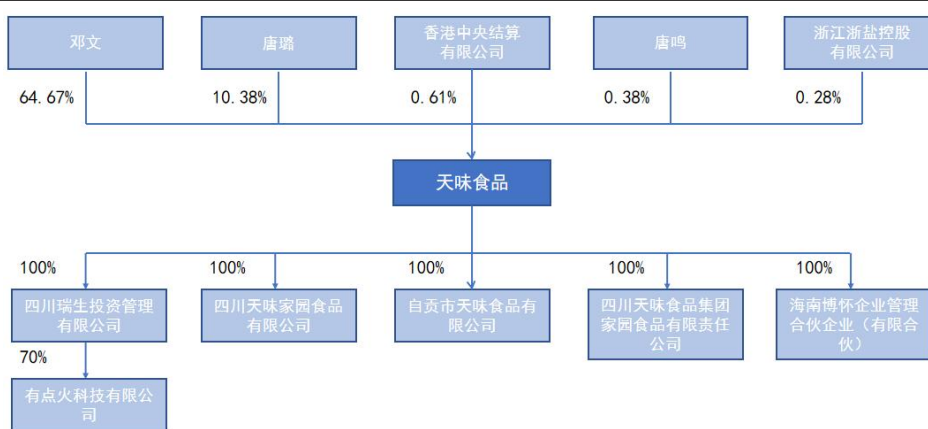 邓文
唐璐
香港中央结算
有限公司
唐鸣
浙江浙盐控股
有限公司
64.67%
10.38%
0.61%
0.38%
0.28%
天味食品
100%
100%
100%
100%
100%
四川瑞生投资管理
有限公司
四川天味家园食品
有限公司
自贡市天味食品有
限公司
四川天味食品集团
家园食品有限责任
公司
海南博怀企业管理
合伙企业（有限合
伙）
70%
有点火科技有限公
司